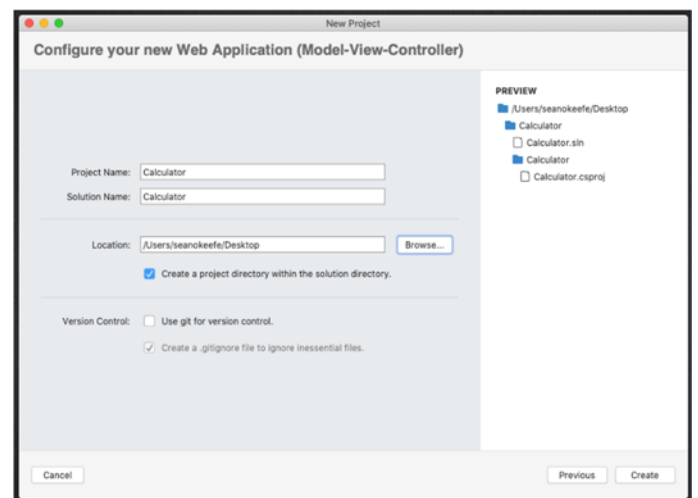 New Project
Configure your new Web Application (Model-View-Controller)
PREVIEW
/Users/seanokeefe/Desktop
Calculator
Calculator.sln
Calculator
Calculator.csproj
Project Name: Calculator
Solution Name: Calculator
Location: /Users/seanokeefe/Desktop Browse...
Create a project directory within the solution directory.
Version Control: Use git for version control.
Create a .gitignore file to ignore inessential files.
Cancel Previous Create